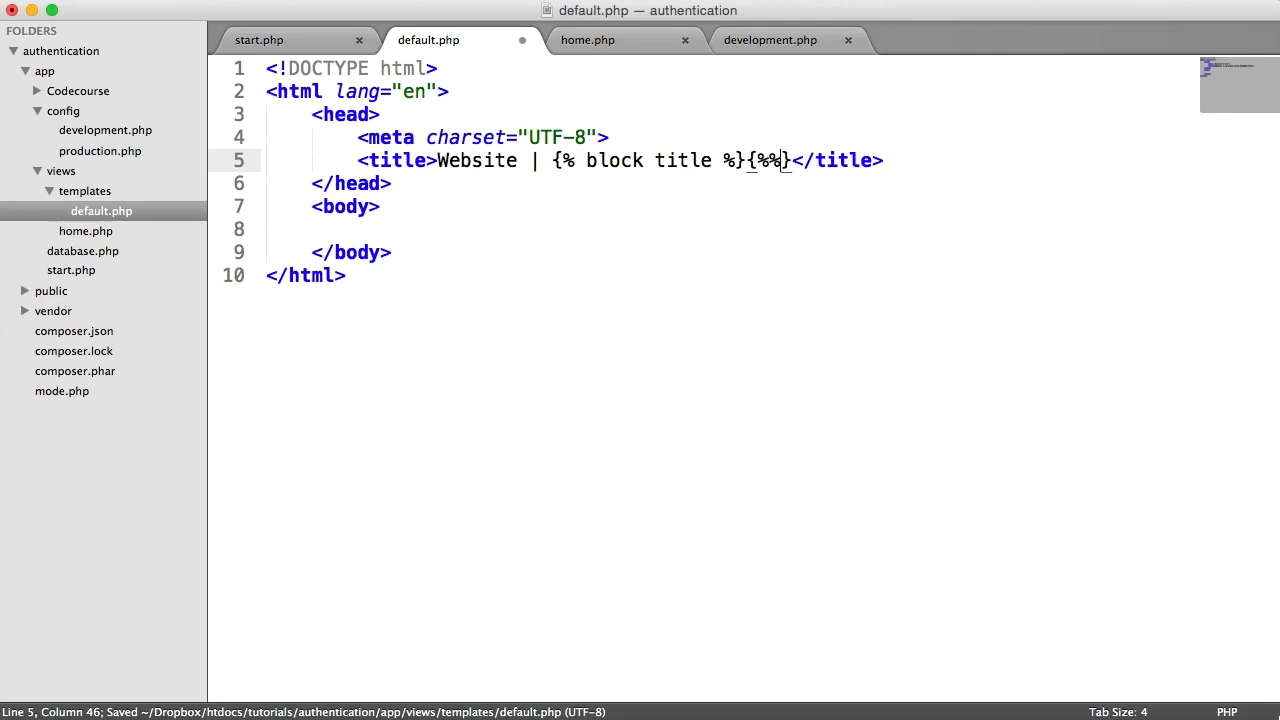 default.php — authentication
FOLDERS
authentication
app
Codecourse
config
development.php
production.php
views
templates
default.php
home.php
database.php
start.php
public
vendor
composer.json
composer.lock
composer.phar
mode.php
start.php × default.php home.php × development.php ×
1 <!DOCTYPE html>
2 <html lang="en">
3 <head>
4 <meta charset="UTF-8">
5 <title>Website | {% block title %}{%%}</title>
6 </head>
7 <body>
8
9 </body>
10 </html>
Line 5, Column 46; Saved ~/Dropbox/htdocs/tutorials/authentication/app/views/templates/default.php (UTF-8) Tab Size: 4 PHP